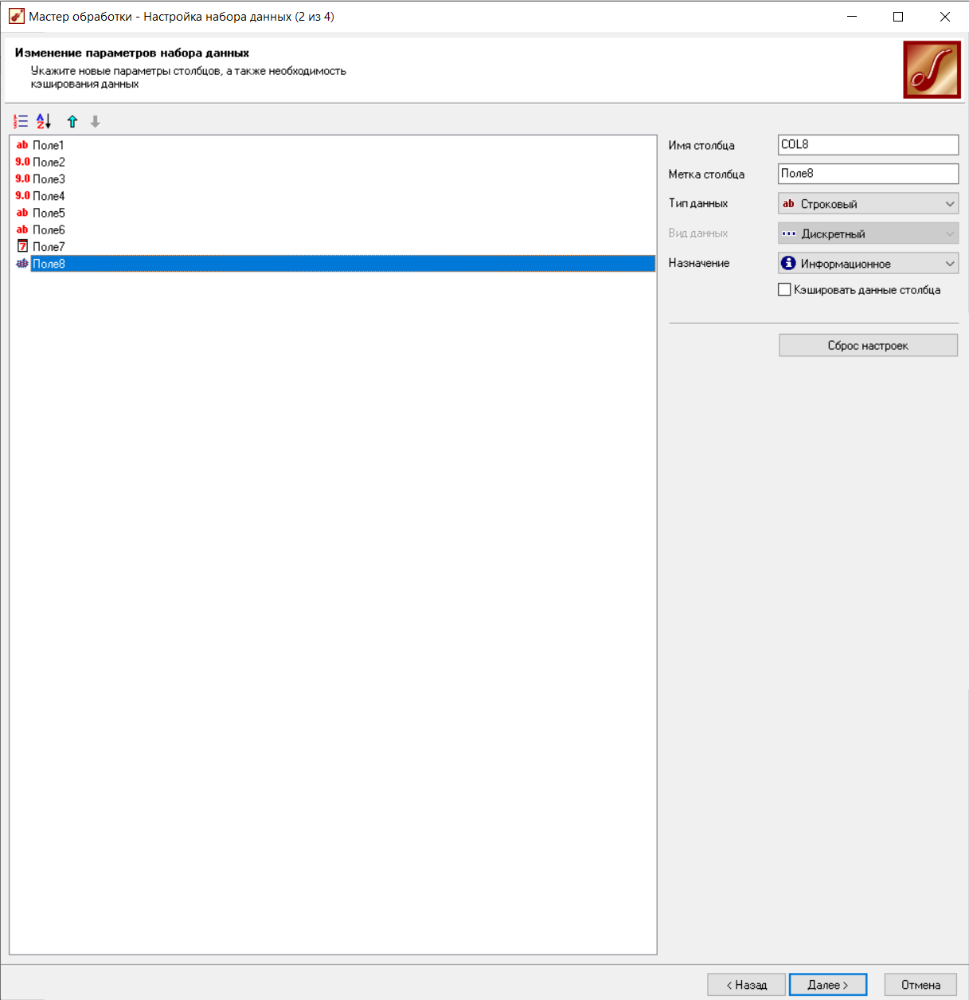 Мастер обработки - Настройка набора данных (2 из 4)
Изменение параметров набора данных
Укажите новые параметры столбцов, а также необходимость
кэширования данных
ab Поле1
9.0 Поле2
9.0 Поле3
9.0 Поле4
ab Поле5
ab Поле6
7 Поле7
ab Поле8
Имя столбца COL8
Метка столбца Поле8
Тип данных ab Строковый
Вид данных Дискретный
Назначение Информационное
Кэшировать данные столбца
Сброс настроек
< Назад Далее > Отмена